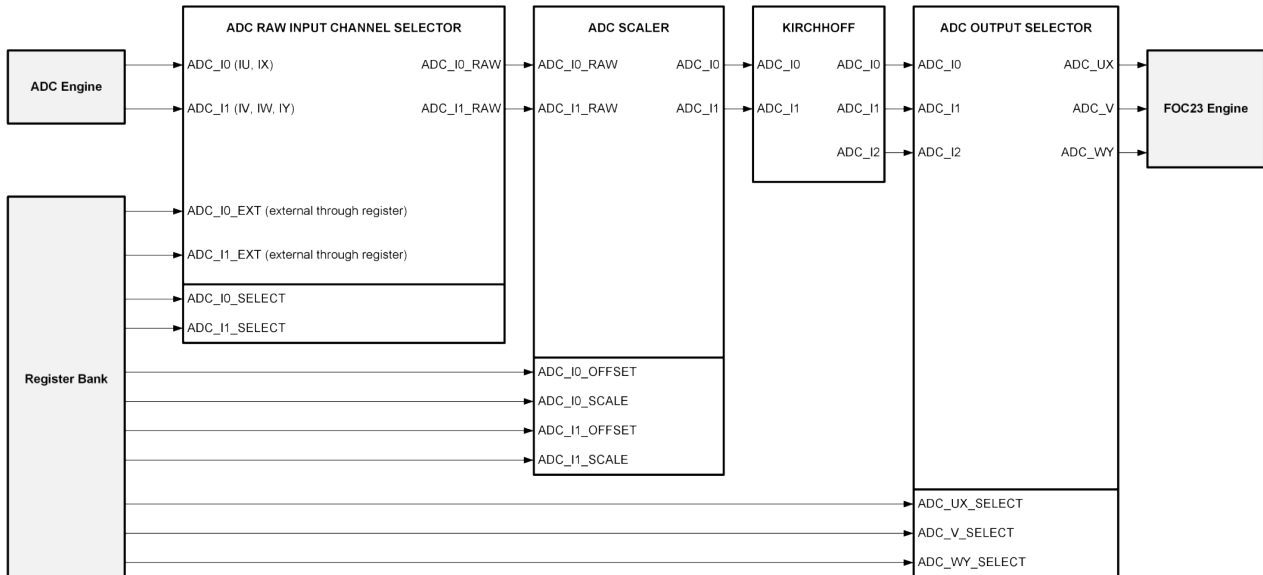 ADC Engine
Register Bank
ADC RAW INPUT CHANNEL SELECTOR
ADC_I0 (IU, IX) ADC_I0_RAW
ADC_I1 (IV, IW, IY) ADC_I1_RAW
ADC_I0_EXT (external through register)
ADC_I1_EXT (external through register)
ADC_I0_SELECT
ADC_I1_SELECT
ADC SCALER
ADC_I0_RAW ADC_I0
ADC_I1_RAW ADC_I1
ADC_I0_OFFSET
ADC_I0_SCALE
ADC_I1_OFFSET
ADC_I1_SCALE
KIRCHHOFF
ADC_I0 ADC_I0
ADC_I1 ADC_I1
ADC_I2
ADC OUTPUT SELECTOR
ADC_I0 ADC_UX
ADC_I1 ADC_V
ADC_I2 ADC_WY
ADC_UX_SELECT
ADC_V_SELECT
ADC_WY_SELECT
FOC23 Engine